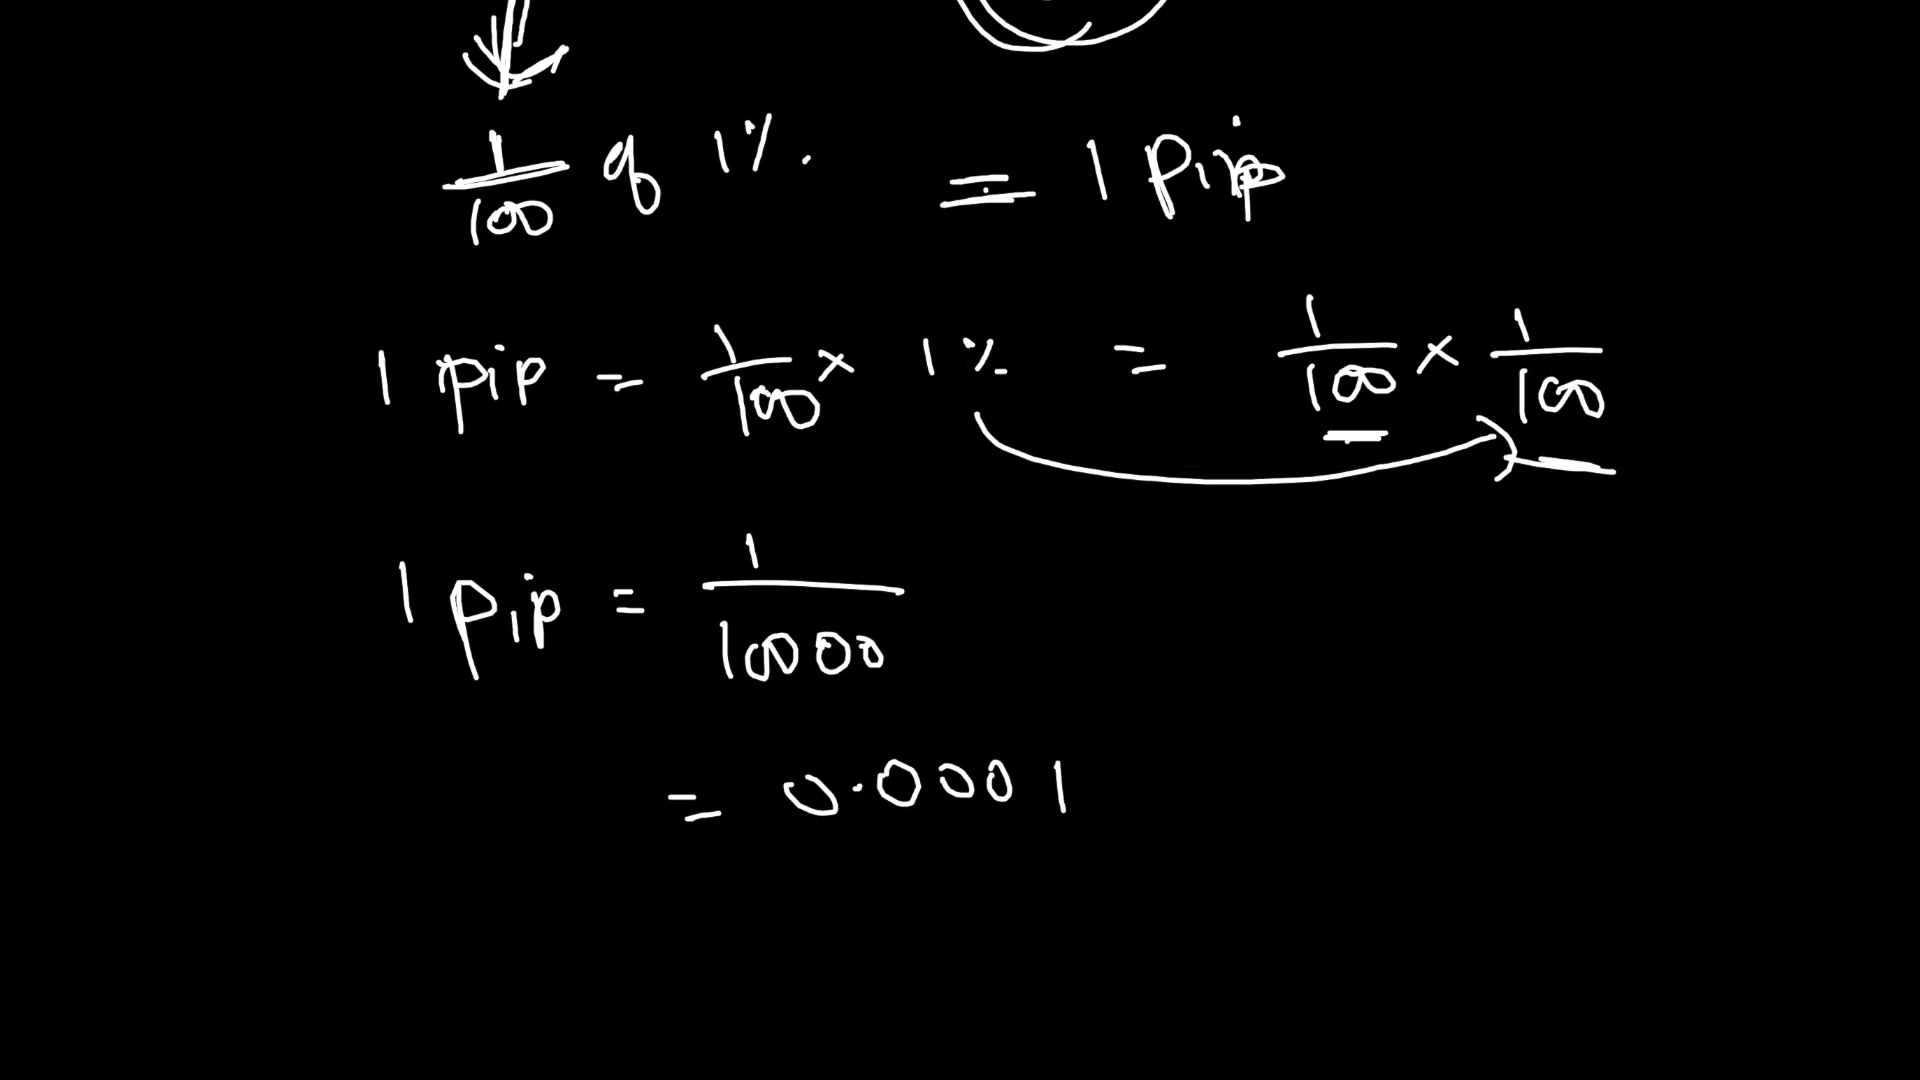 1/100 of 1%. = 1 pip
1 pip = 1/100 × 1% = 1/100 × 1/100
1 pip = 1/10000
= 0.0001